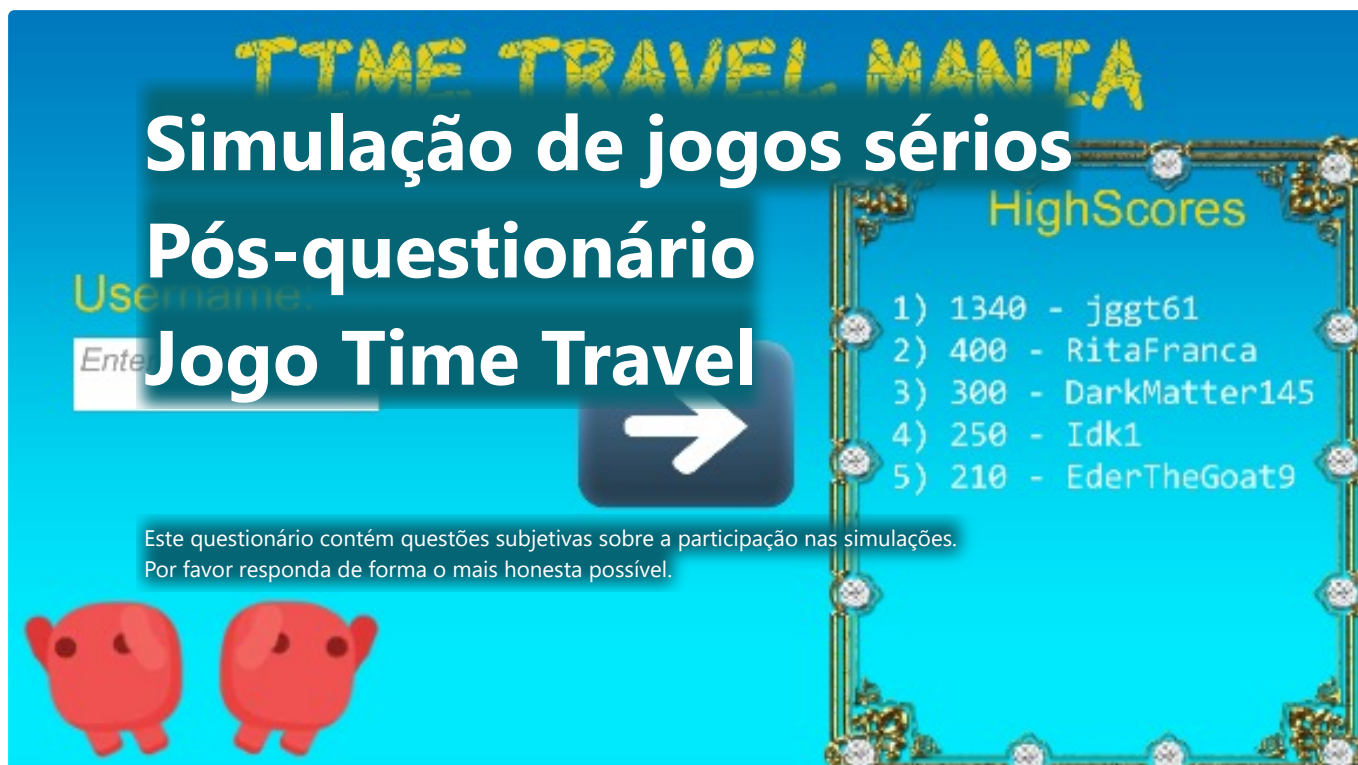 TIME TRAVEL MANIA
Simulação de jogos sérios
Pós-questionário
Jogo Time Travel
Username:
Enter
HighScores
1) 1340 - jggt61
2) 400 - RitaFranca
3) 300 - DarkMatter145
4) 250 - Idk1
5) 210 - EderTheGoat9
Este questionário contém questões subjetivas sobre a participação nas simulações.
Por favor responda de forma o mais honesta possível.